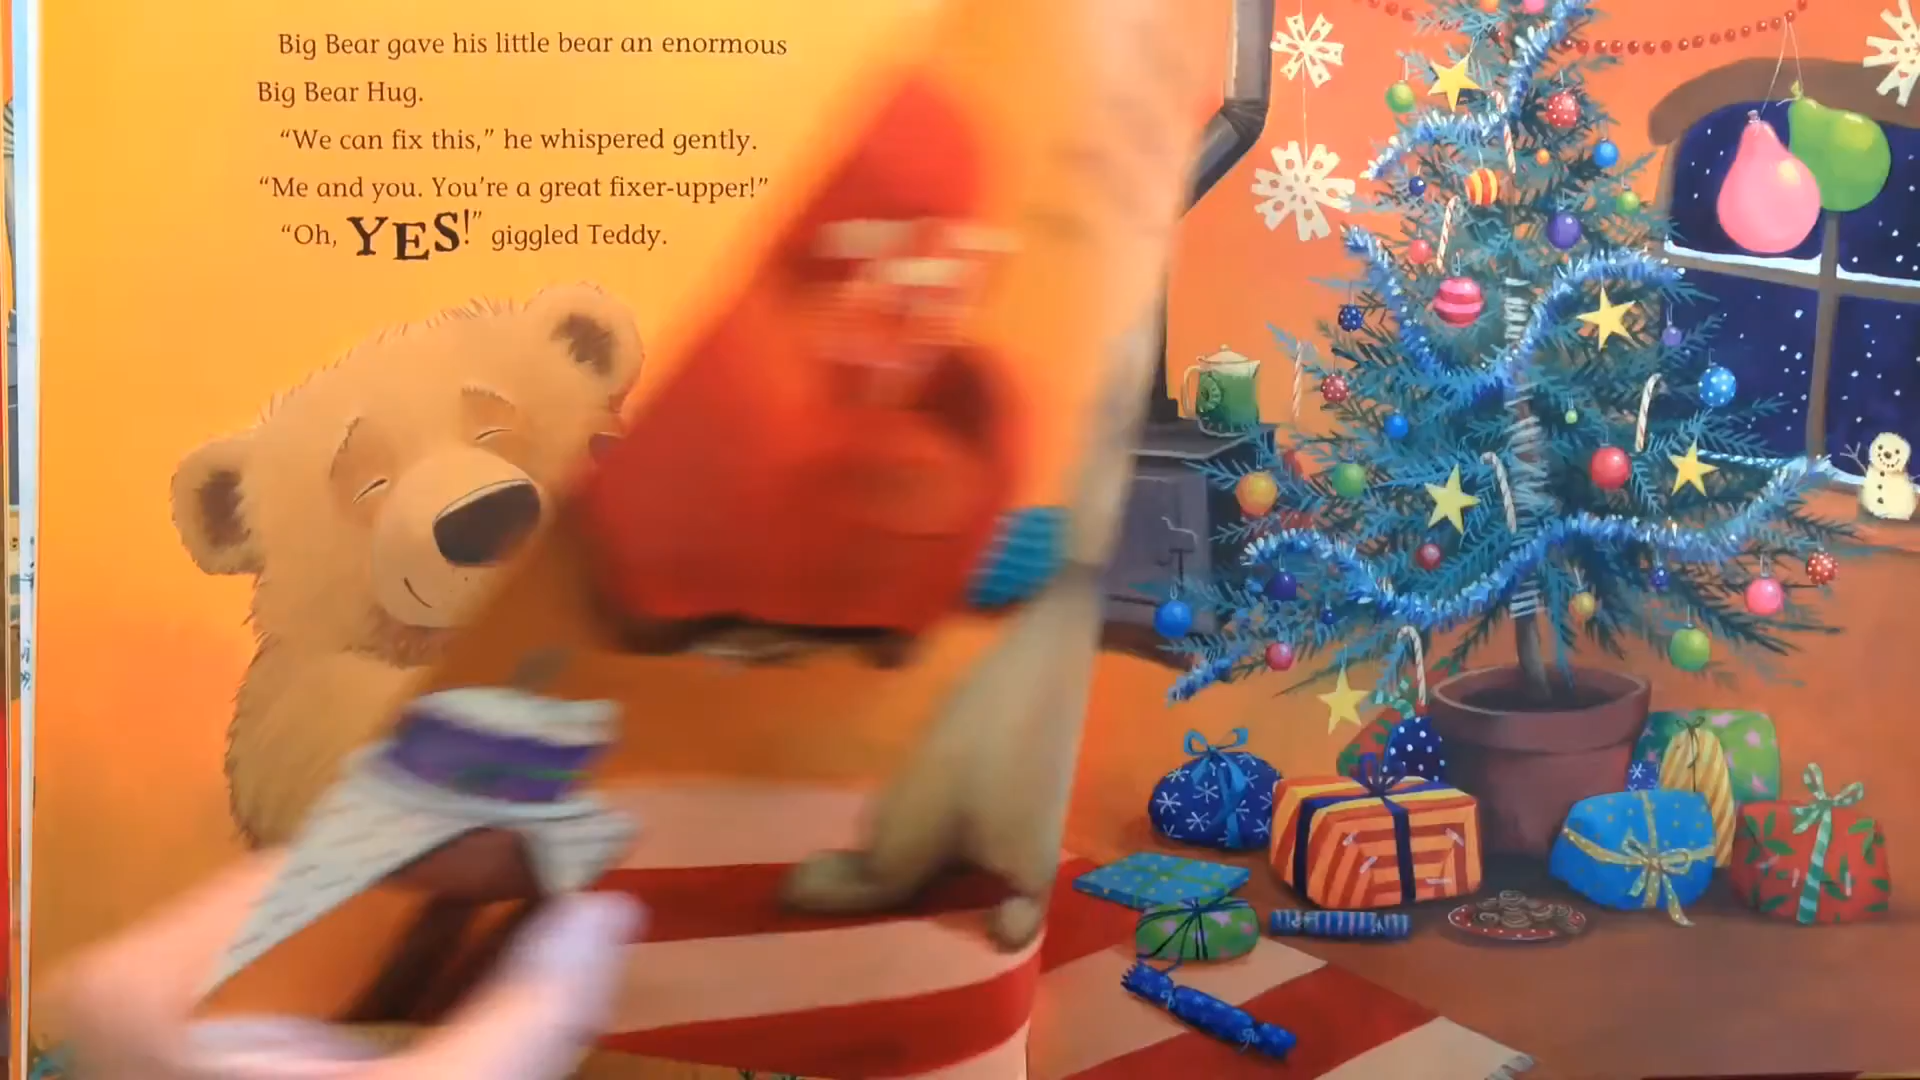 Big Bear gave his little bear an enormous
Big Bear Hug.
“We can fix this,” he whispered gently.
“Me and you. You’re a great fixer-upper!”
“Oh, YES!” giggled Teddy.